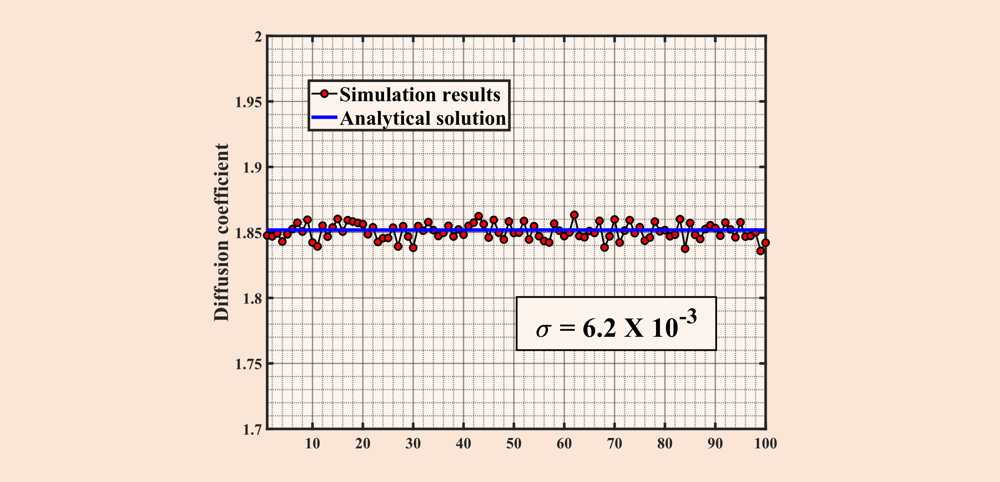 2
1.95
1.9
1.85
1.8
1.75
1.7
Diffusion coefficient
Simulation results
Analytical solution
σ = 6.2 X 10⁻³
10 20 30 40 50 60 70 80 90 100